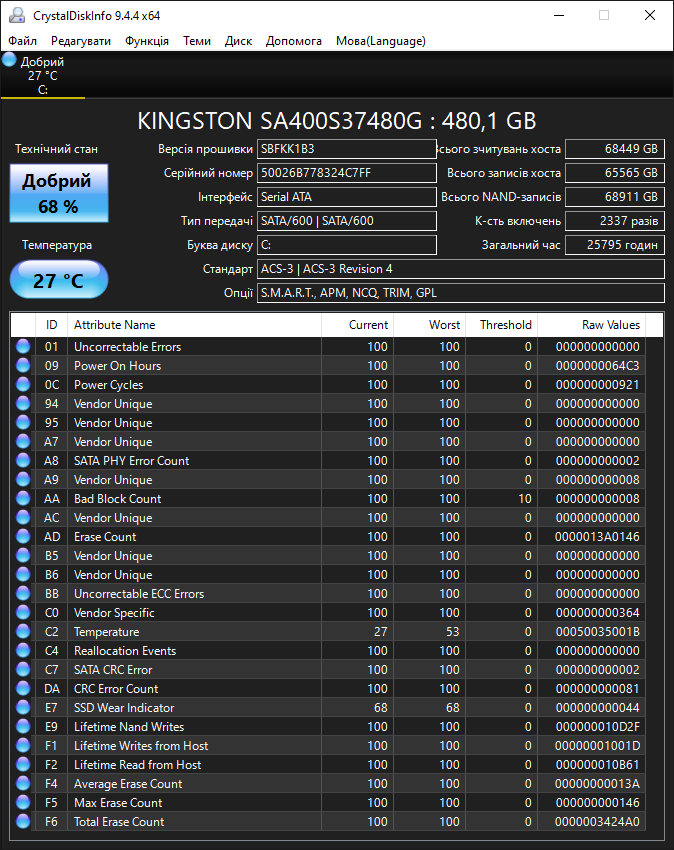 CrystalDiskInfo 9.4.4 x64
Файл Редагувати Функція Теми Диск Допомога Мова(Language)
Добрий
27 °C
C:
KINGSTON SA400S37480G : 480,1 GB
Технічний стан
Добрий
68 %
Температура
27 °C
Версія прошивки SBFKK1B3
Серійний номер 50026B778324C7FF
Інтерфейс Serial ATA
Тип передачі SATA/600 | SATA/600
Буква диску C:
Стандарт ACS-3 | ACS-3 Revision 4
Опції S.M.A.R.T., APM, NCQ, TRIM, GPL
Всього зчитувань хоста 68449 GB
Всього записів хоста 65565 GB
Всього NAND-записів 68911 GB
К-сть включень 2337 разів
Загальний час 25795 годин
ID Attribute Name Current Worst Threshold Raw Values
01 Uncorrectable Errors 100 100 0 000000000000
09 Power On Hours 100 100 0 0000000064C3
0C Power Cycles 100 100 0 000000000921
94 Vendor Unique 100 100 0 000000000000
95 Vendor Unique 100 100 0 000000000000
A7 Vendor Unique 100 100 0 000000000000
A8 SATA PHY Error Count 100 100 0 000000000002
A9 Vendor Unique 100 100 0 000000000008
AA Bad Block Count 100 100 10 000000000008
AC Vendor Unique 100 100 0 000000000000
AD Erase Count 100 100 0 0000013A0146
B5 Vendor Unique 100 100 0 000000000000
B6 Vendor Unique 100 100 0 000000000000
BB Uncorrectable ECC Errors 100 100 0 000000000000
C0 Vendor Specific 100 100 0 000000000364
C2 Temperature 27 53 0 00050035001B
C4 Reallocation Events 100 100 0 000000000000
C7 SATA CRC Error 100 100 0 000000000002
DA CRC Error Count 100 100 0 000000000081
E7 SSD Wear Indicator 68 68 0 000000000044
E9 Lifetime Nand Writes 100 100 0 000000010D2F
F1 Lifetime Writes from Host 100 100 0 00000001001D
F2 Lifetime Read from Host 100 100 0 000000010B61
F4 Average Erase Count 100 100 0 00000000013A
F5 Max Erase Count 100 100 0 000000000146
F6 Total Erase Count 100 100 0 0000003424A0